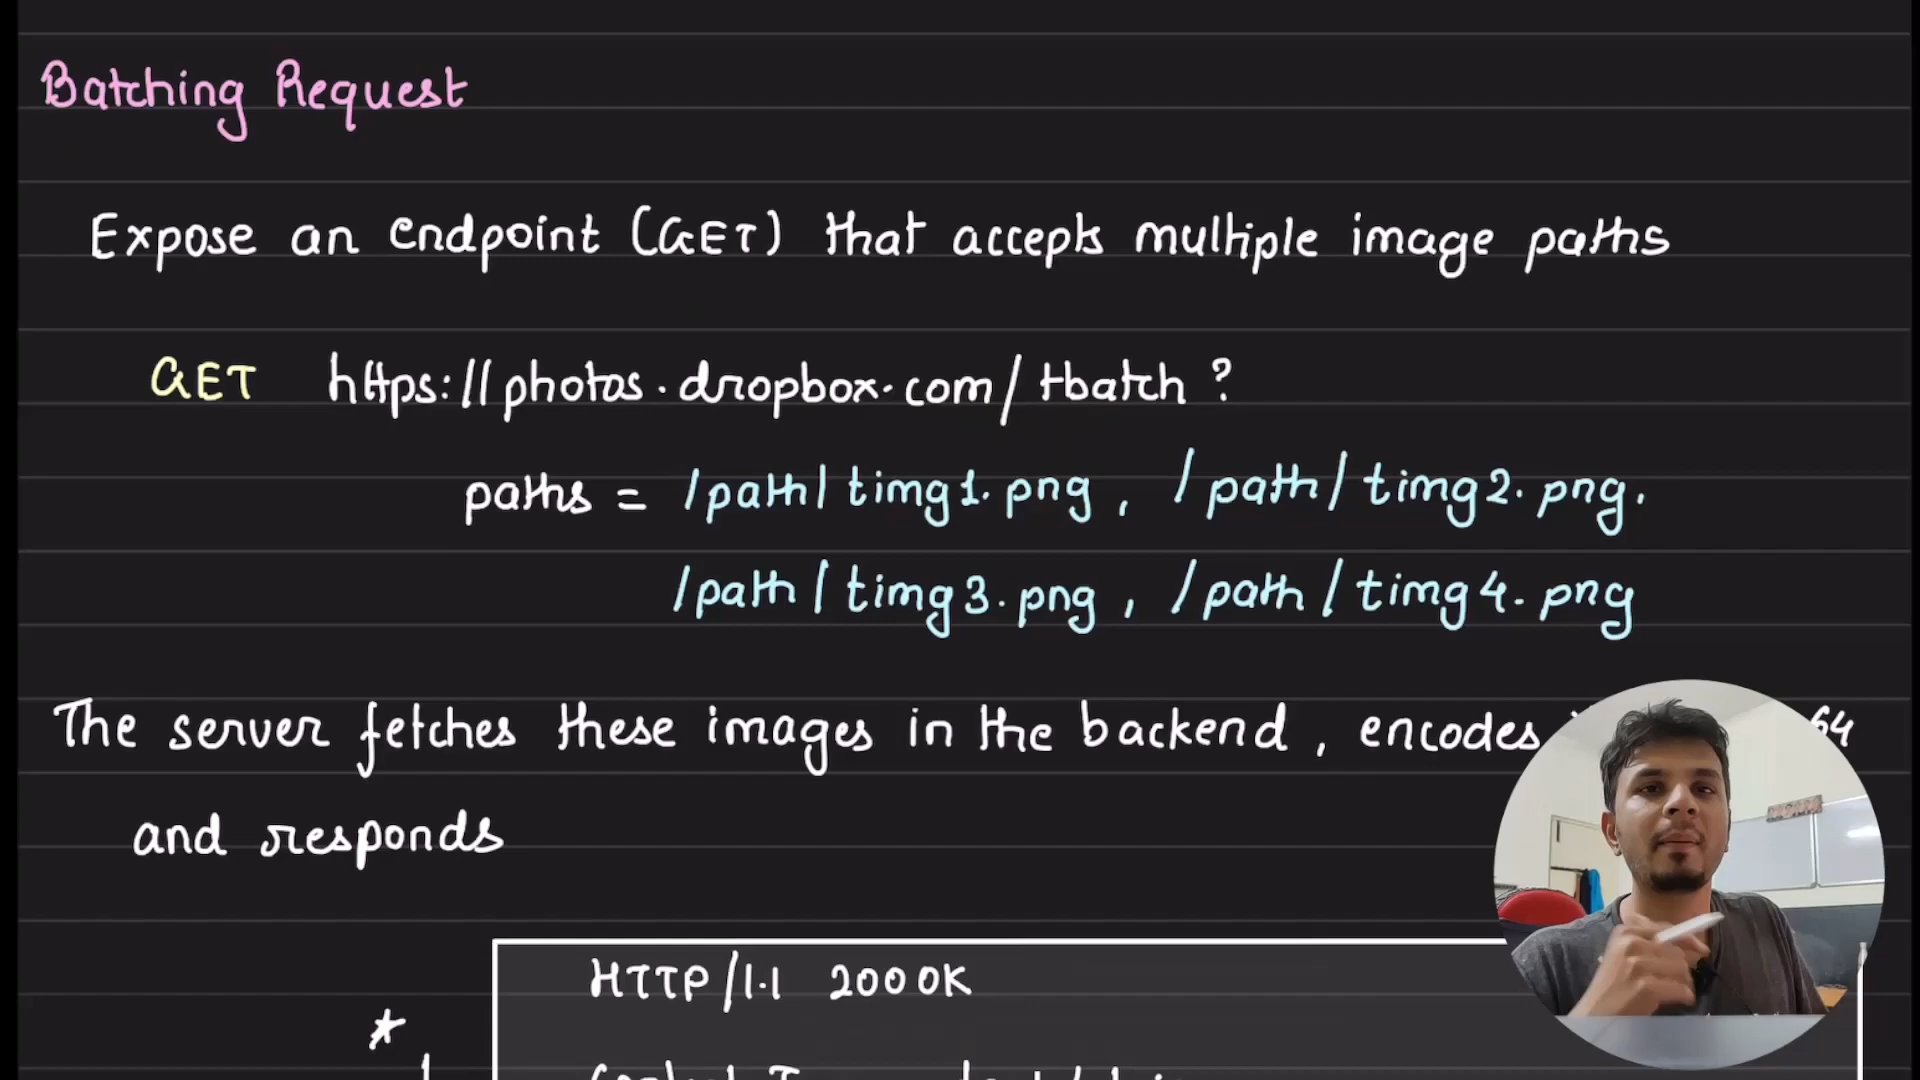 Batching Request
Expose an endpoint (GET) that accepts multiple image paths
GET https://photos.dropbox.com/tbatch ?
paths = /path/timg1.png, /path/timg2.png.
/path/timg3.png, /path/timg4.png
The server fetches these images in the backend, encodes 64
and responds
HTTP/1.1 200 OK
*